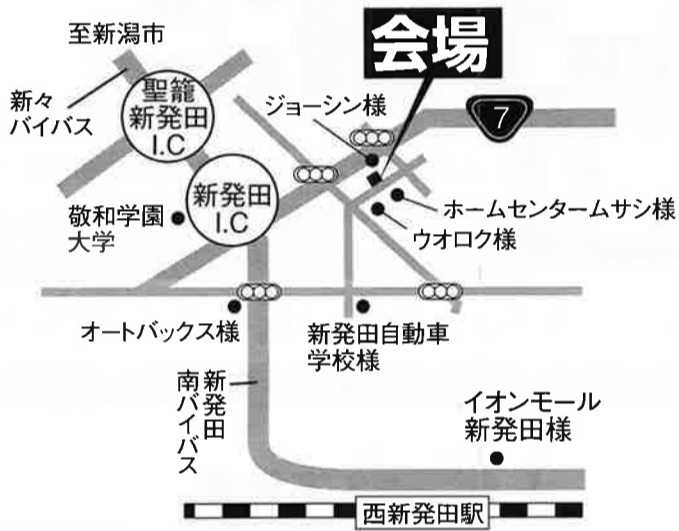 会場
至新潟市
新々
バイパス
聖籠
新発田
I.C
ジョーシン様
7
新発田
I.C
敬和学園
大学
ホームセンタームサシ様
ウオロク様
オートバックス様
新発田自動車
学校様
新発田
南バイパス
イオンモール
新発田様
西新発田駅